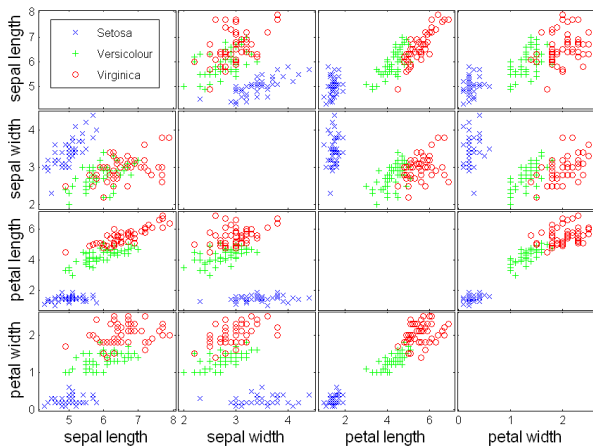 Setosa
Versicolour
Virginica
sepal length
8
7
6
5
sepal width
4
3
2
petal length
6
4
2
petal width
2
1
0
5 6 7 8
2 3 4
2 4 6
0 1 2
sepal length
sepal width
petal length
petal width